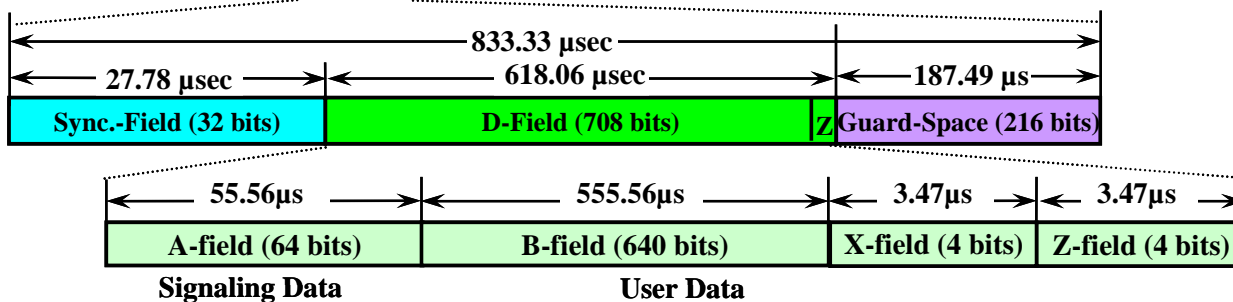 833.33 μsec
27.78 μsec 618.06 μsec 187.49 μs
Sync.-Field (32 bits) D-Field (708 bits) Z Guard-Space (216 bits)
55.56μs 555.56μs 3.47μs 3.47μs
A-field (64 bits) B-field (640 bits) X-field (4 bits) Z-field (4 bits)
Signaling Data User Data